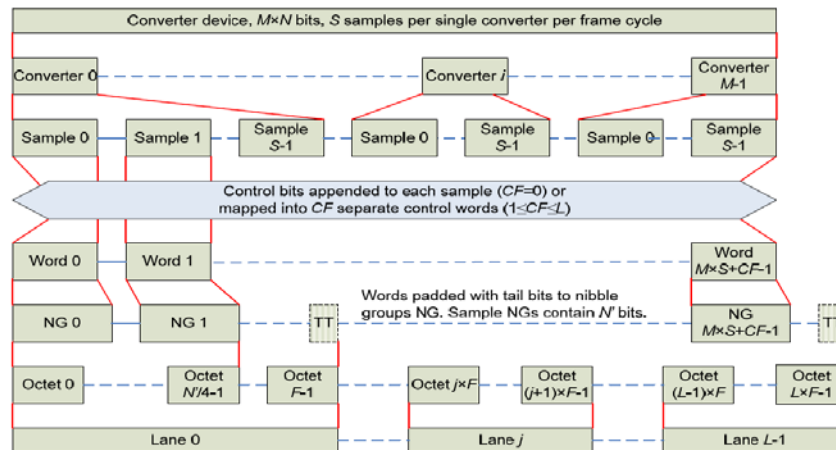 Converter device, M×N bits, S samples per single converter per frame cycle
Converter 0
Converter i
Converter
M-1
Sample 0
Sample 1
Sample
S-1
Sample 0
Sample
S-1
Sample 0
Sample
S-1
Control bits appended to each sample (CF=0) or
mapped into CF separate control words (1≤CF≤L)
Word 0
Word 1
Word
M×S+CF-1
Words padded with tail bits to nibble
groups NG. Sample NGs contain N' bits.
NG 0
NG 1
TT
NG
M×S+CF-1
T
Octet 0
Octet
N'/4-1
Octet
F-1
Octet j×F
Octet
(j+1)×F-1
Octet
(L-1)×F
Octet
L×F-1
Lane 0
Lane j
Lane L-1